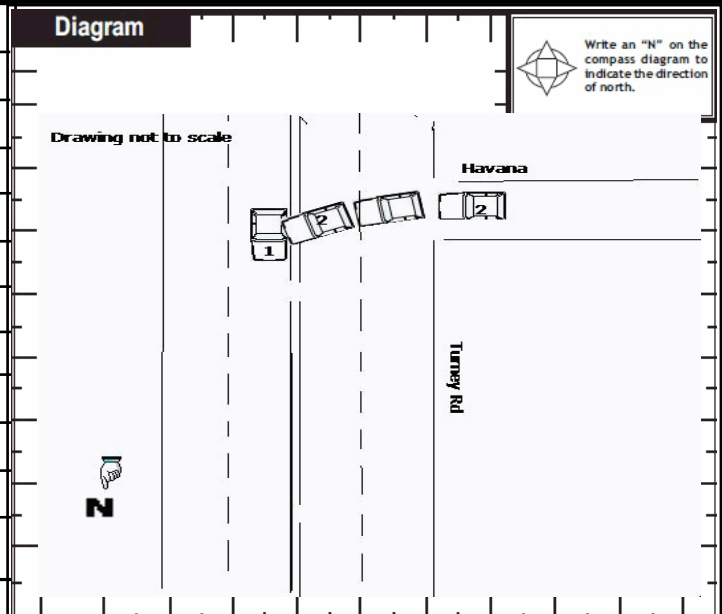 Diagram
Write an “N” on the
compass diagram to
indicate the direction
of north.
Drawing not to scale
Havana
2
2
1
Turney Rd
N